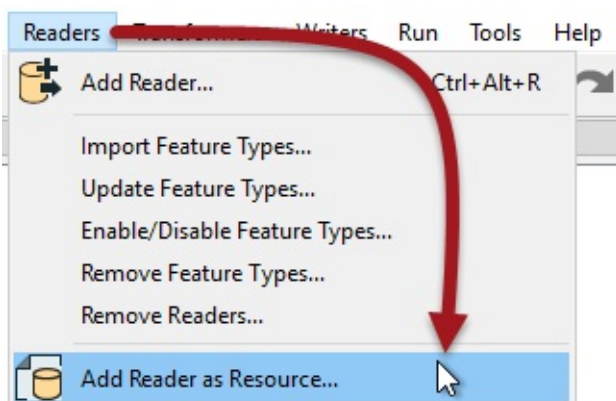 Readers Writers Run Tools Help
Add Reader... Ctrl+Alt+R
Import Feature Types...
Update Feature Types...
Enable/Disable Feature Types...
Remove Feature Types...
Remove Readers...
Add Reader as Resource...